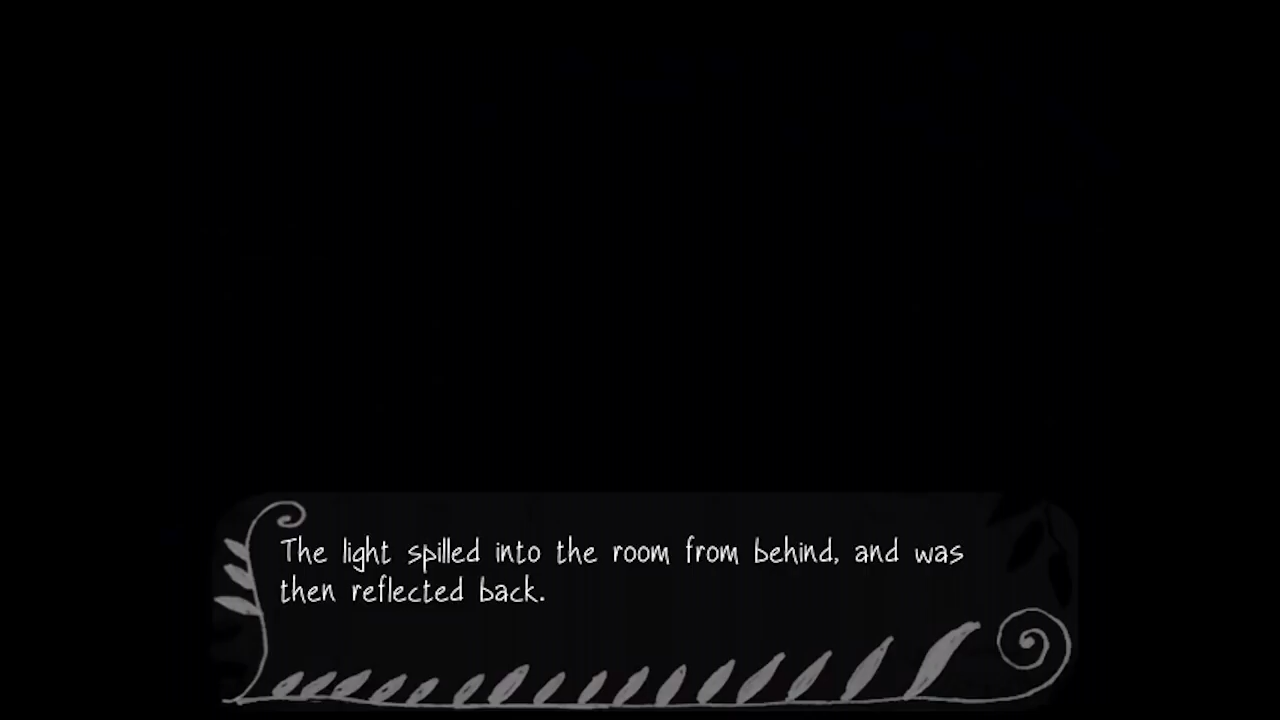 The light spilled into the room from behind, and was
then reflected back.